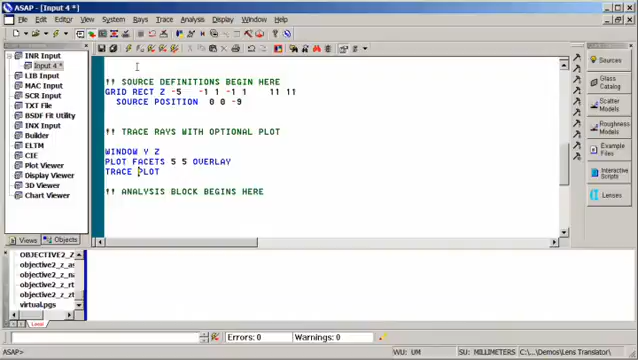 ASAP - [Input 4 *]
File Edit View System Rays Trace Analysis Display Window Help
INR Input
Input 4 *
LIB Input
MAC Input
SCR Input
TXT File
BSDF Fit Utility
INX Input
Builder
ELTM
CIE
Plot Viewer
Display Viewer
3D Viewer
Chart Viewer
Views Objects
!! SOURCE DEFINITIONS BEGIN HERE
GRID RECT Z -5 -1 1 -1 1 11 11
SOURCE POSITION 0 0 -9
!! TRACE RAYS WITH OPTIONAL PLOT
WINDOW Y Z
PLOT FACETS 5 5 OVERLAY
TRACE PLOT
!! ANALYSIS BLOCK BEGINS HERE
Sources
Glass Catalog
Scatter Models
Roughness Models
Interactive Scripts
Lenses
OBJECTIVE2_Z
objective2_z_as
objective2_z_na
objective2_z_rt
objective2_z_zt
virtual.pgs
Errors: 0 Warnings: 0
ASAP> WU: UM SU: MILLIMETERS C:\...\Demos\Lens Translator\